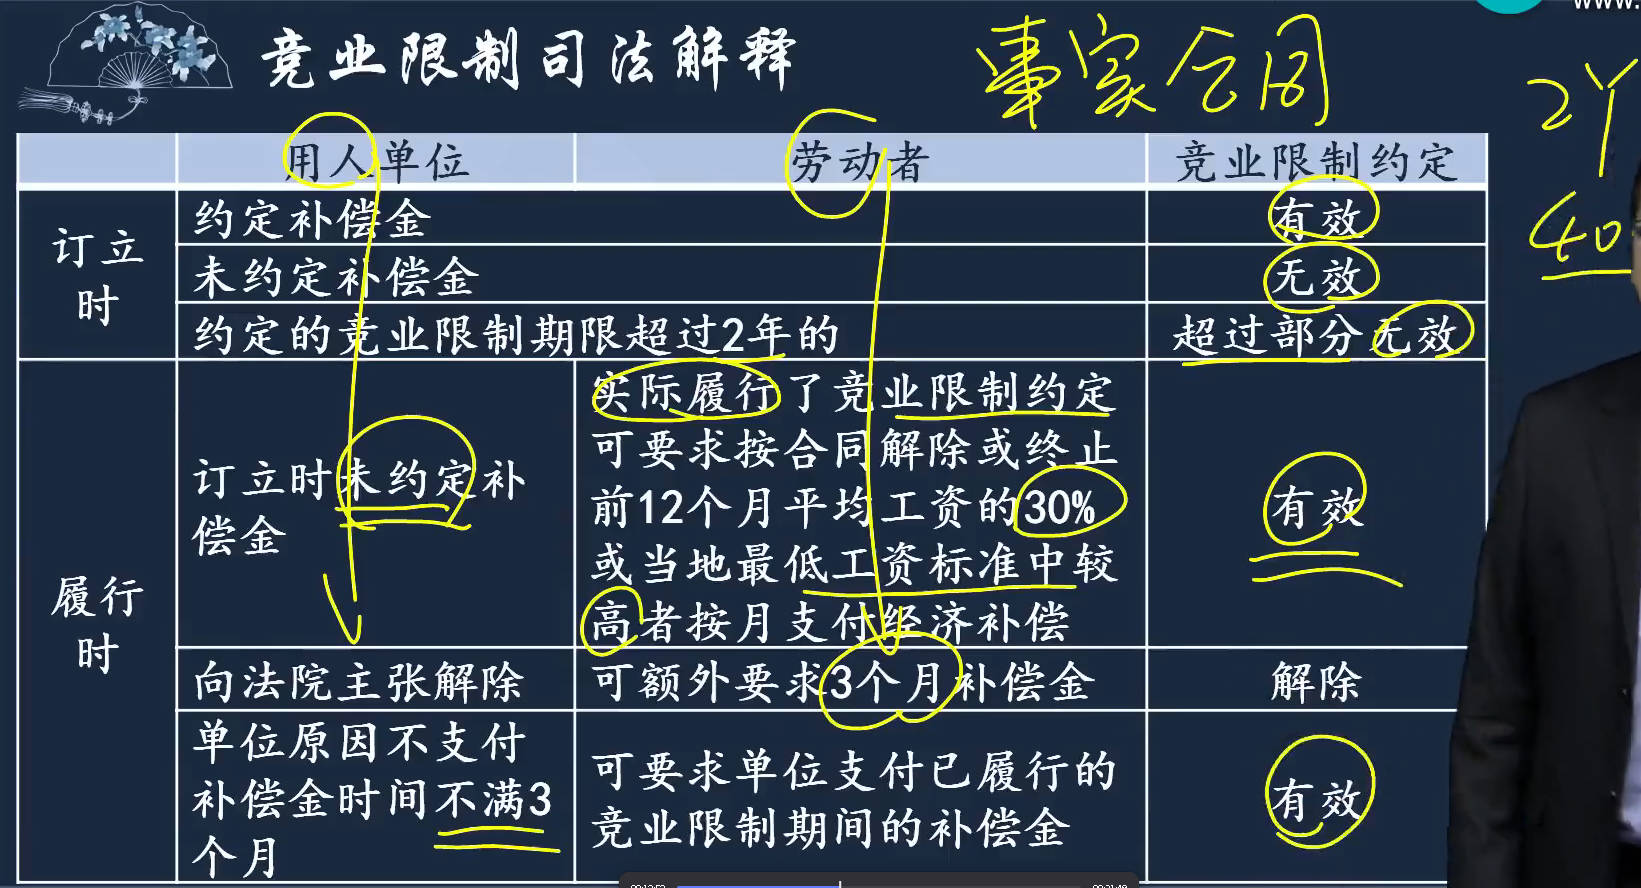 www.
竞业限制司法解释
事实合同
2Y
40
用人单位 劳动者 竞业限制约定
订立时
约定补偿金 有效
未约定补偿金 无效
约定的竞业限制期限超过2年的 超过部分无效
履行时
订立时未约定补
偿金
实际履行了竞业限制约定
可要求按合同解除或终止
前12个月平均工资的30%
或当地最低工资标准中较
高者按月支付经济补偿
有效
向法院主张解除 可额外要求3个月补偿金 解除
单位原因不支付
补偿金时间不满3
个月
可要求单位支付已履行的
竞业限制期间的补偿金
有效